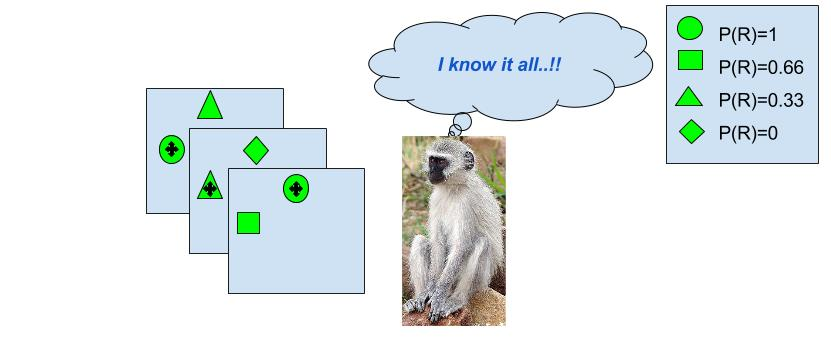 I know it all..!!
P(R)=1
P(R)=0.66
P(R)=0.33
P(R)=0